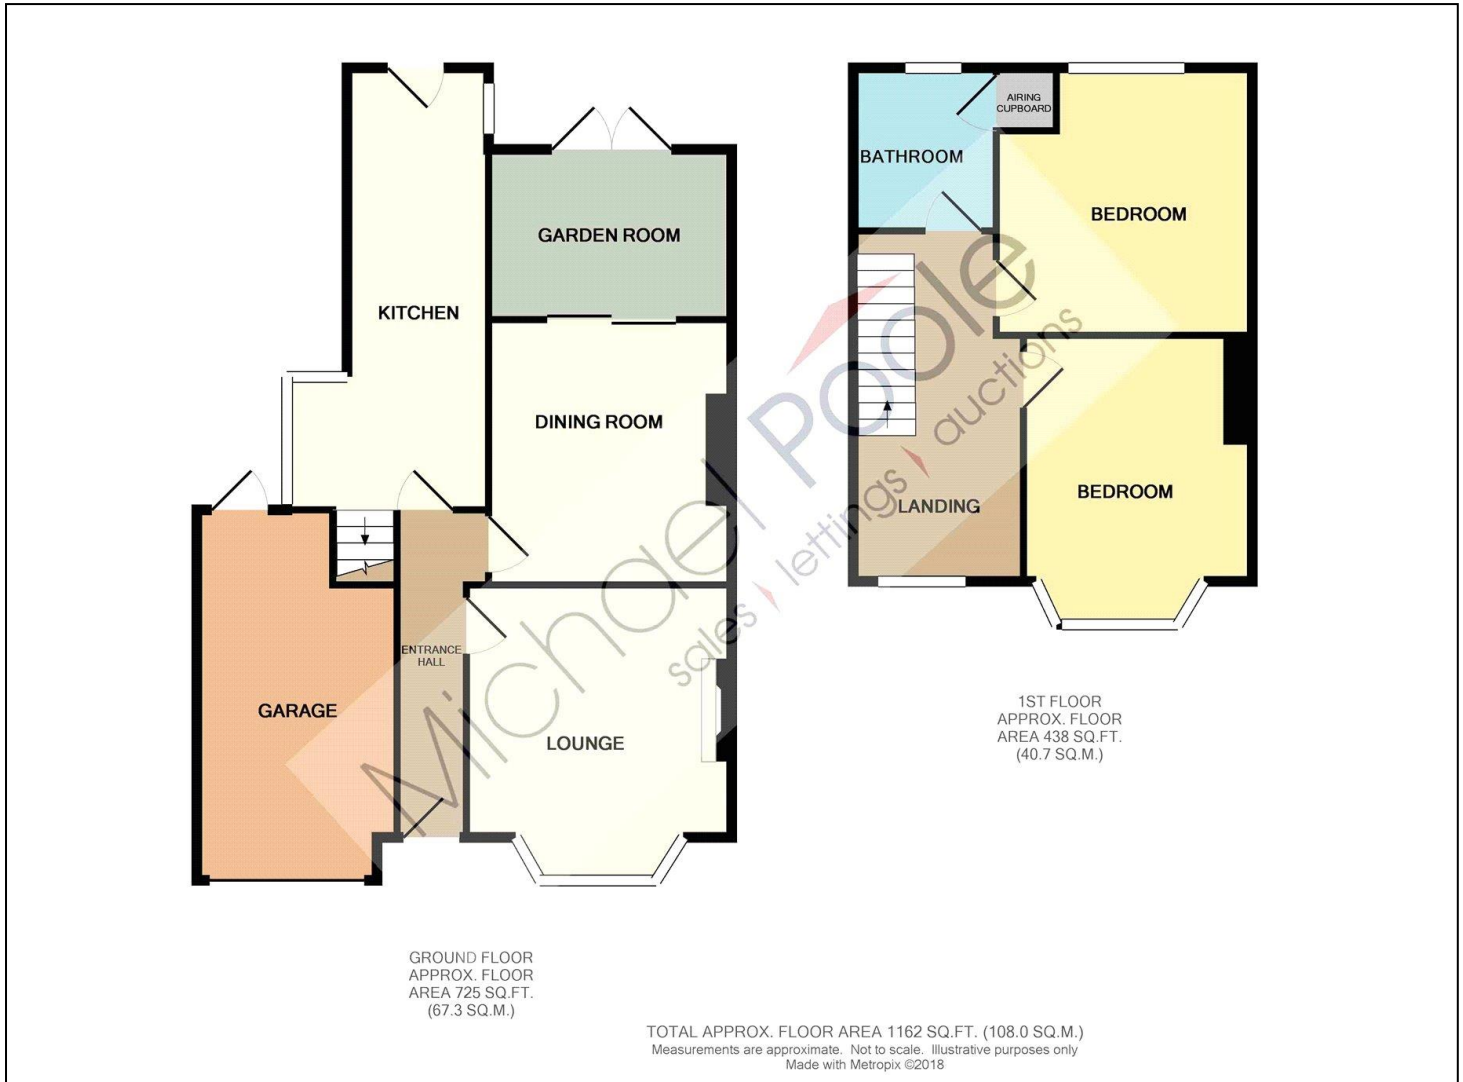 KITCHEN
GARDEN ROOM
DINING ROOM
ENTRANCE
HALL
GARAGE
LOUNGE
GROUND FLOOR
APPROX. FLOOR
AREA 725 SQ.FT.
(67.3 SQ.M.)
BATHROOM
AIRING
CUPBOARD
BEDROOM
BEDROOM
LANDING
1ST FLOOR
APPROX. FLOOR
AREA 438 SQ.FT.
(40.7 SQ.M.)
Michael Poole
sales lettings auctions
TOTAL APPROX. FLOOR AREA 1162 SQ.FT. (108.0 SQ.M.)
Measurements are approximate. Not to scale. Illustrative purposes only
Made with Metropix ©2018